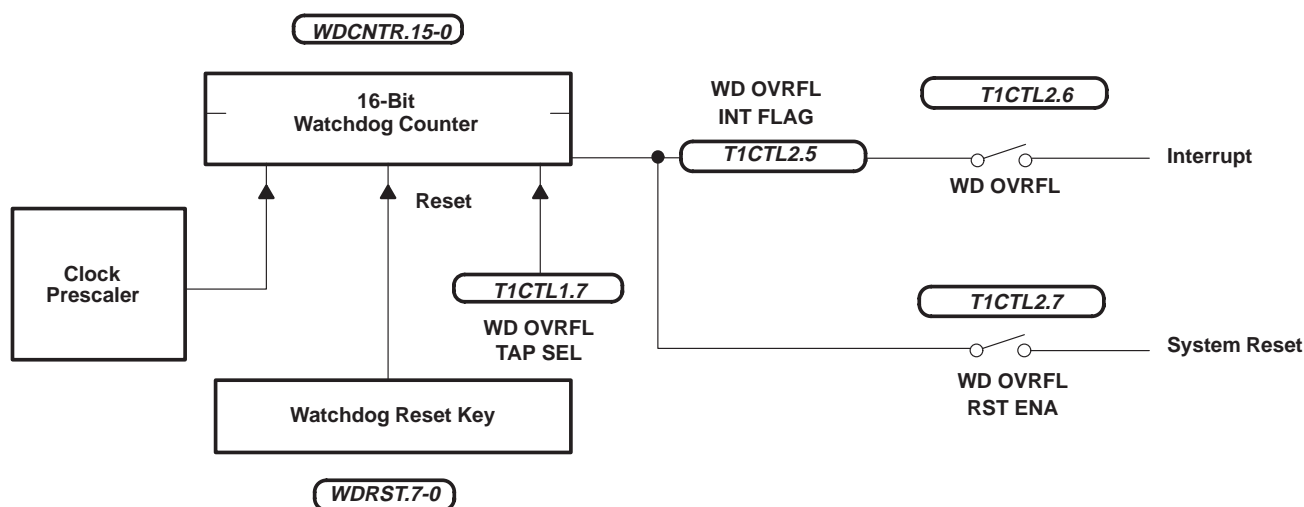 WDCNTR.15-0
16-Bit
Watchdog Counter
WD OVRFL
INT FLAG
T1CTL2.5
T1CTL2.6
WD OVRFL
Interrupt
Reset
Clock
Prescaler
T1CTL1.7
WD OVRFL
TAP SEL
T1CTL2.7
WD OVRFL
RST ENA
System Reset
Watchdog Reset Key
WDRST.7-0